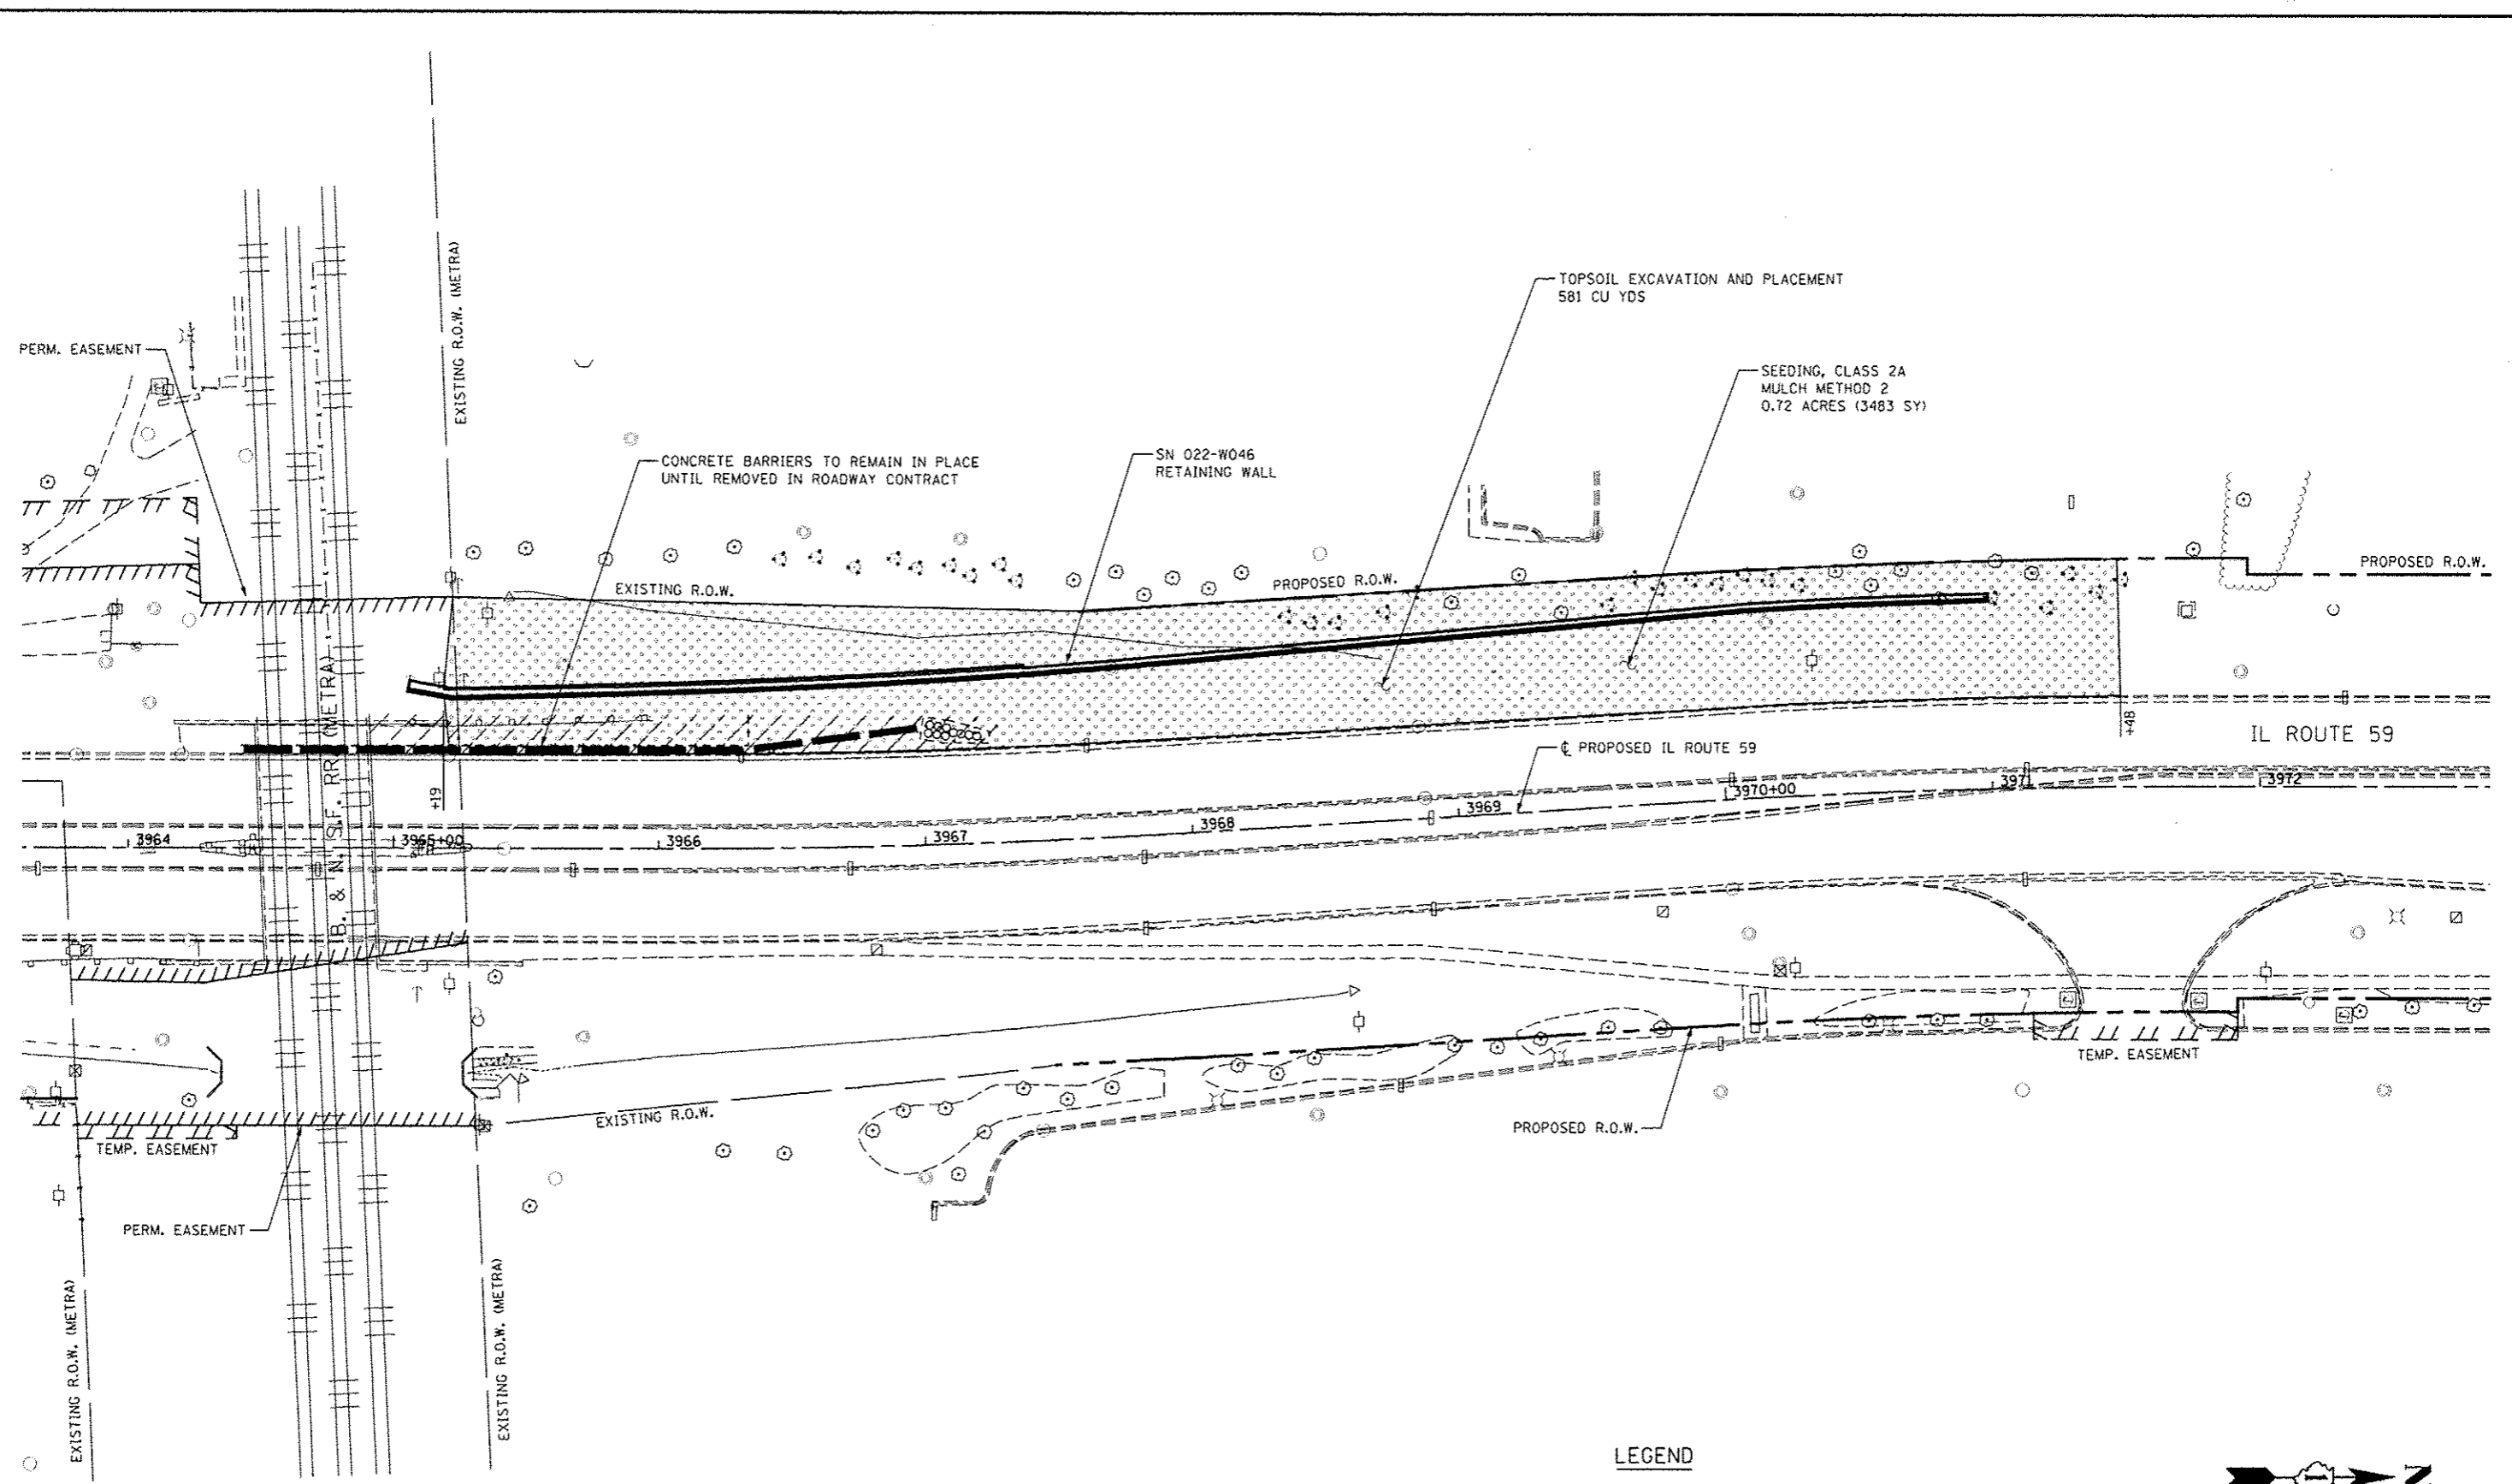 EXISTING R.O.W. (METRA)
TOPSOIL EXCAVATION AND PLACEMENT
581 CU YDS
PERM. EASEMENT
SEEDING, CLASS 2A
MULCH METHOD 2
0.72 ACRES (3483 SY)
CONCRETE BARRIERS TO REMAIN IN PLACE
UNTIL REMOVED IN ROADWAY CONTRACT
SN 022-W046
RETAINING WALL
EXISTING R.O.W.
PROPOSED R.O.W.
PROPOSED R.O.W.
B. & N. S.F. RR (METRA)
+48
IL ROUTE 59
℄ PROPOSED IL ROUTE 59
+19
3964
3965+00
3966
3967
3968
3969
3970+00
3971
3972
TEMP. EASEMENT
EXISTING R.O.W.
PROPOSED R.O.W.
TEMP. EASEMENT
PERM. EASEMENT
EXISTING R.O.W. (METRA)
EXISTING R.O.W. (METRA)
LEGEND
N